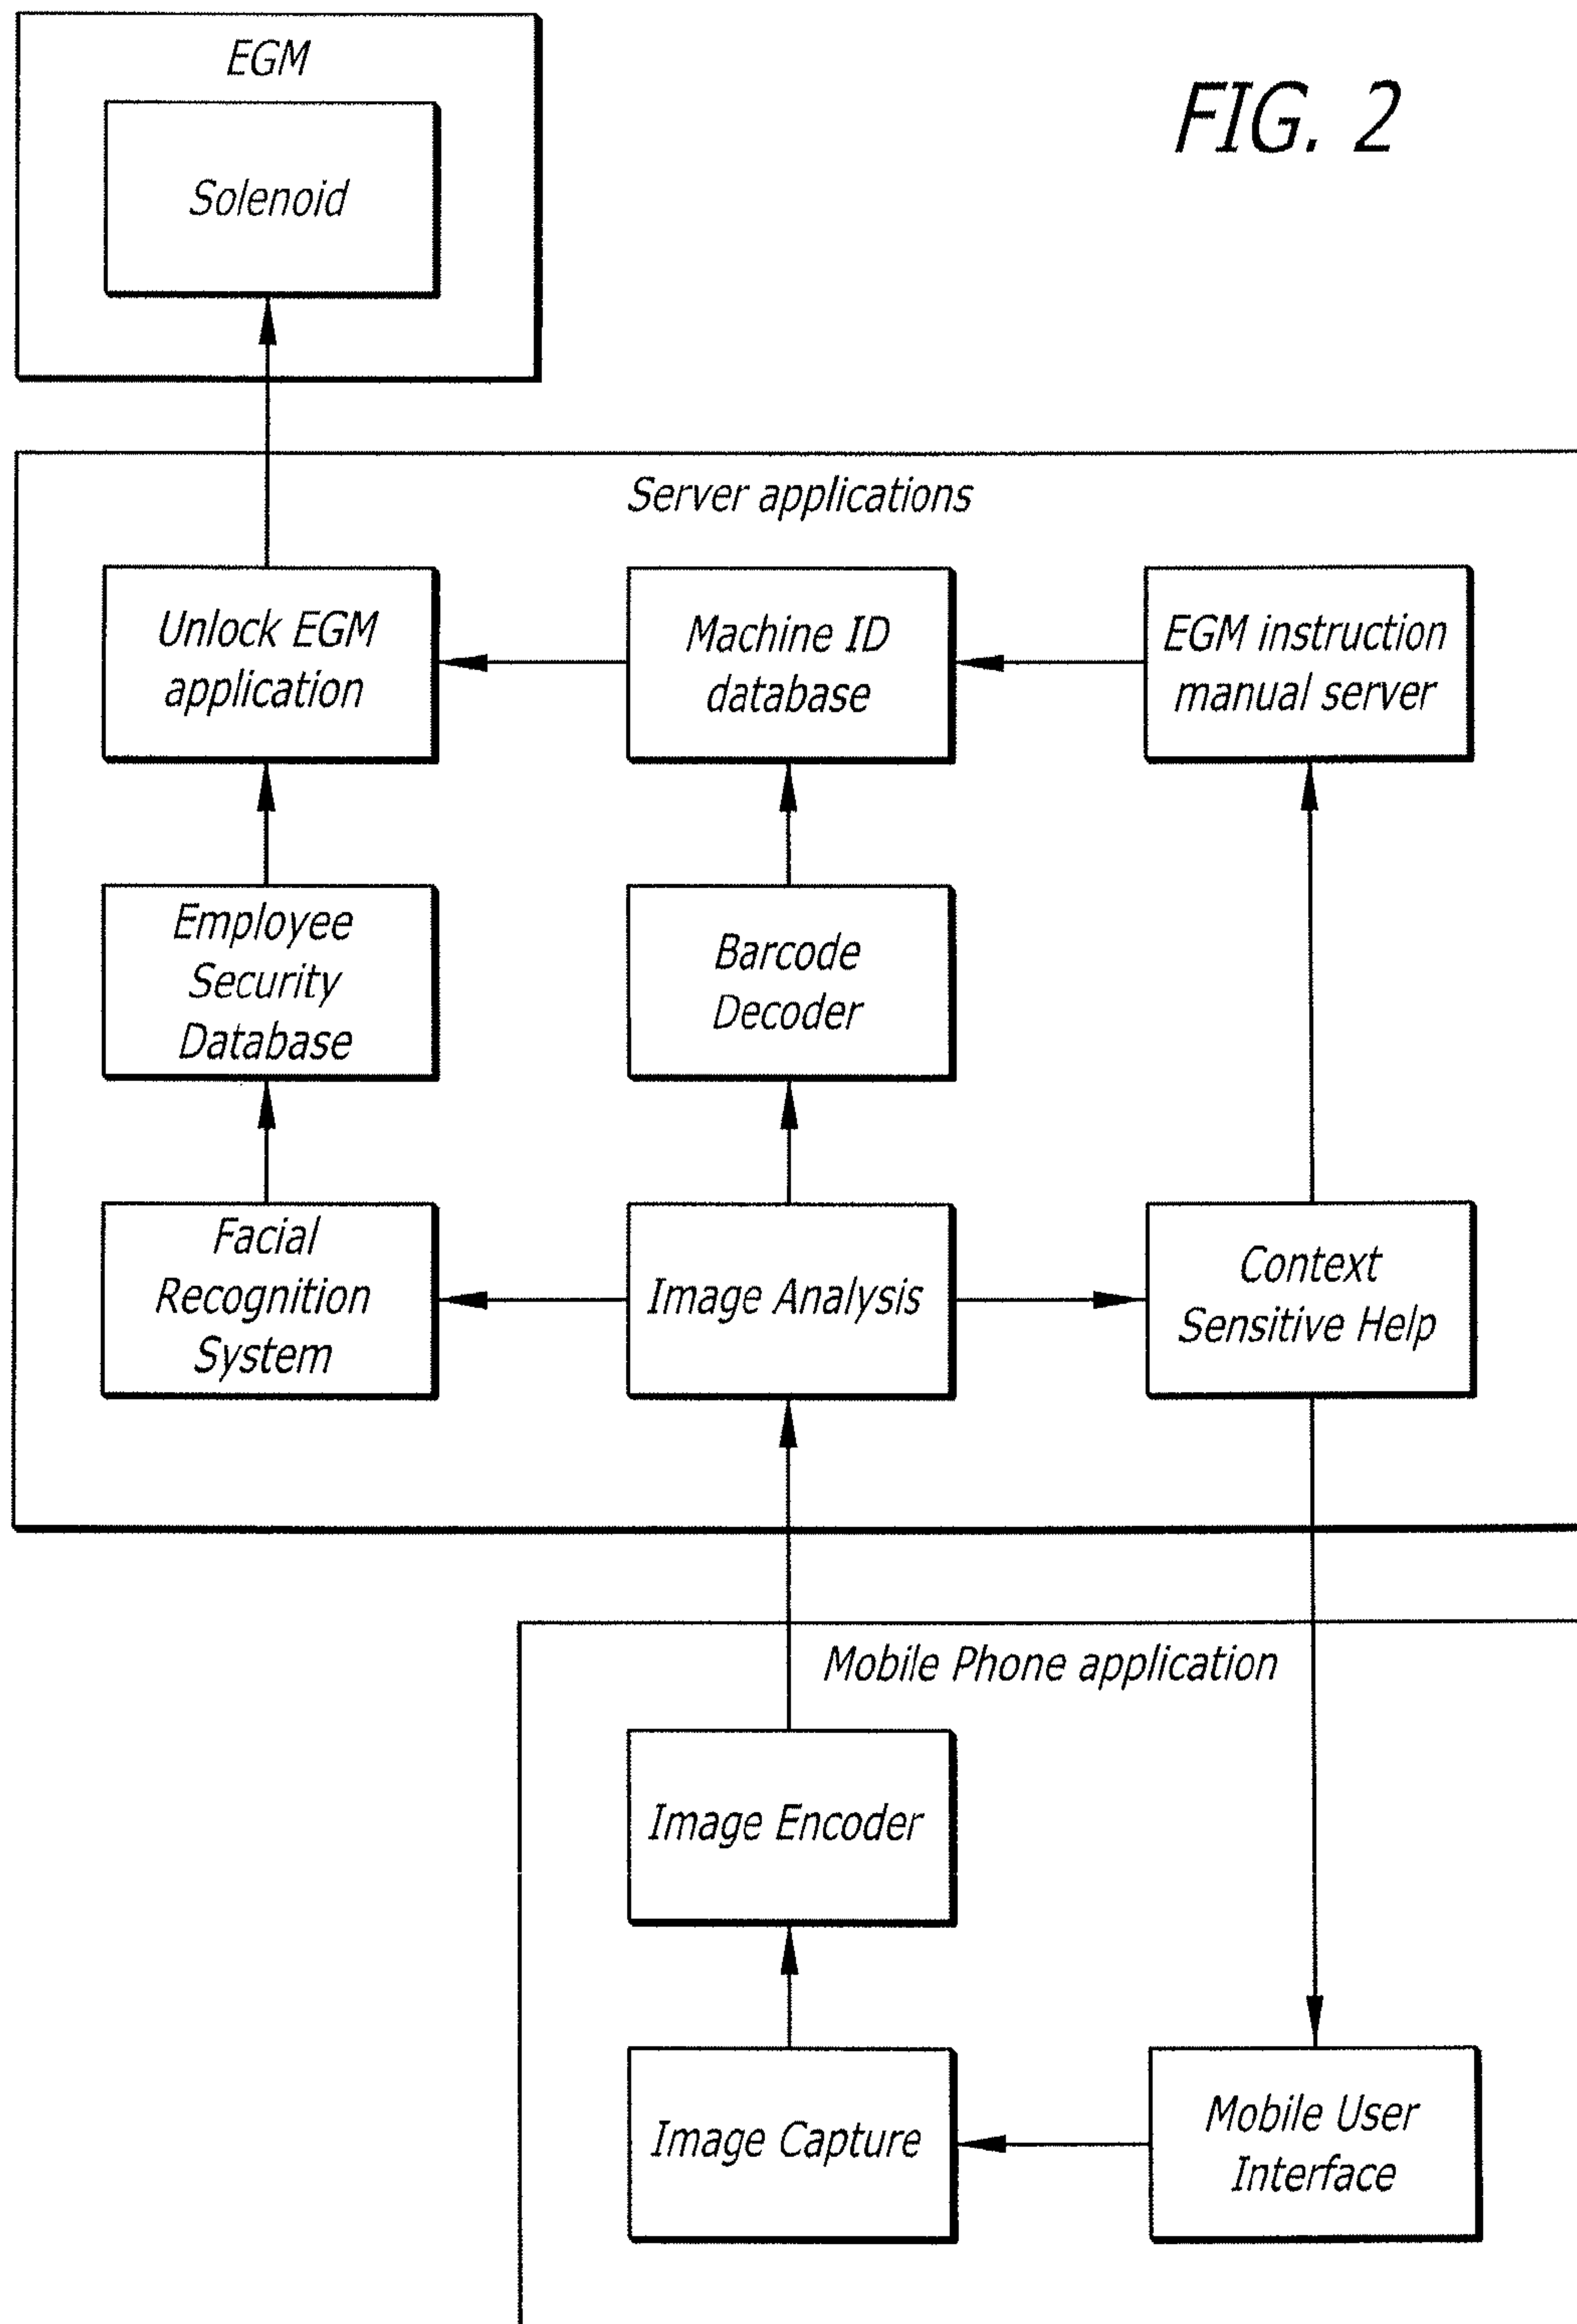 EGM
FIG. 2
Solenoid
Server applications
Unlock EGM
application
Machine ID
database
EGM instruction
manual server
Employee
Security
Database
Barcode
Decoder
Facial
Recognition
System
Image Analysis
Context
Sensitive Help
Mobile Phone application
Image Encoder
Image Capture
Mobile User
Interface